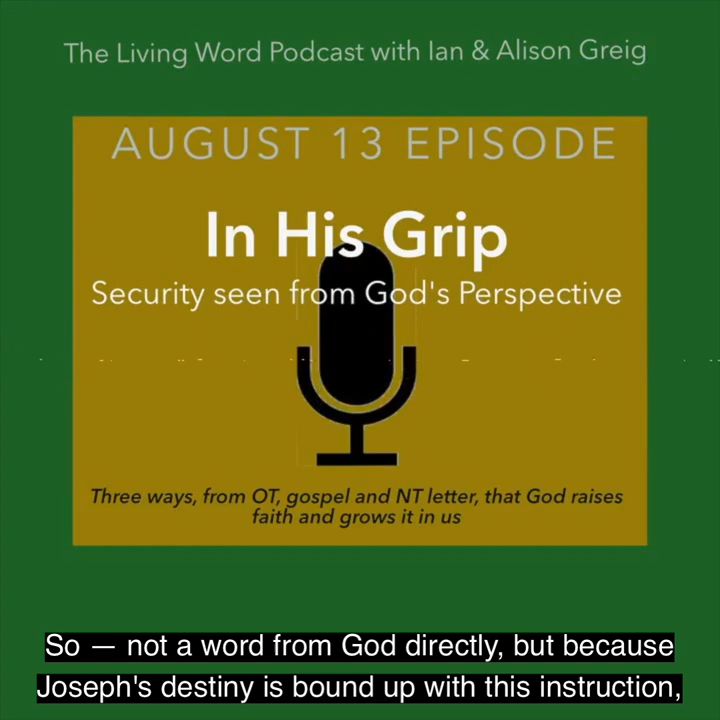 The Living Word Podcast with Ian & Alison Greig
AUGUST 13 EPISODE
In His Grip
Security seen from God's Perspective
Three ways, from OT, gospel and NT letter, that God raises
faith and grows it in us
So — not a word from God directly, but because
Joseph's destiny is bound up with this instruction,